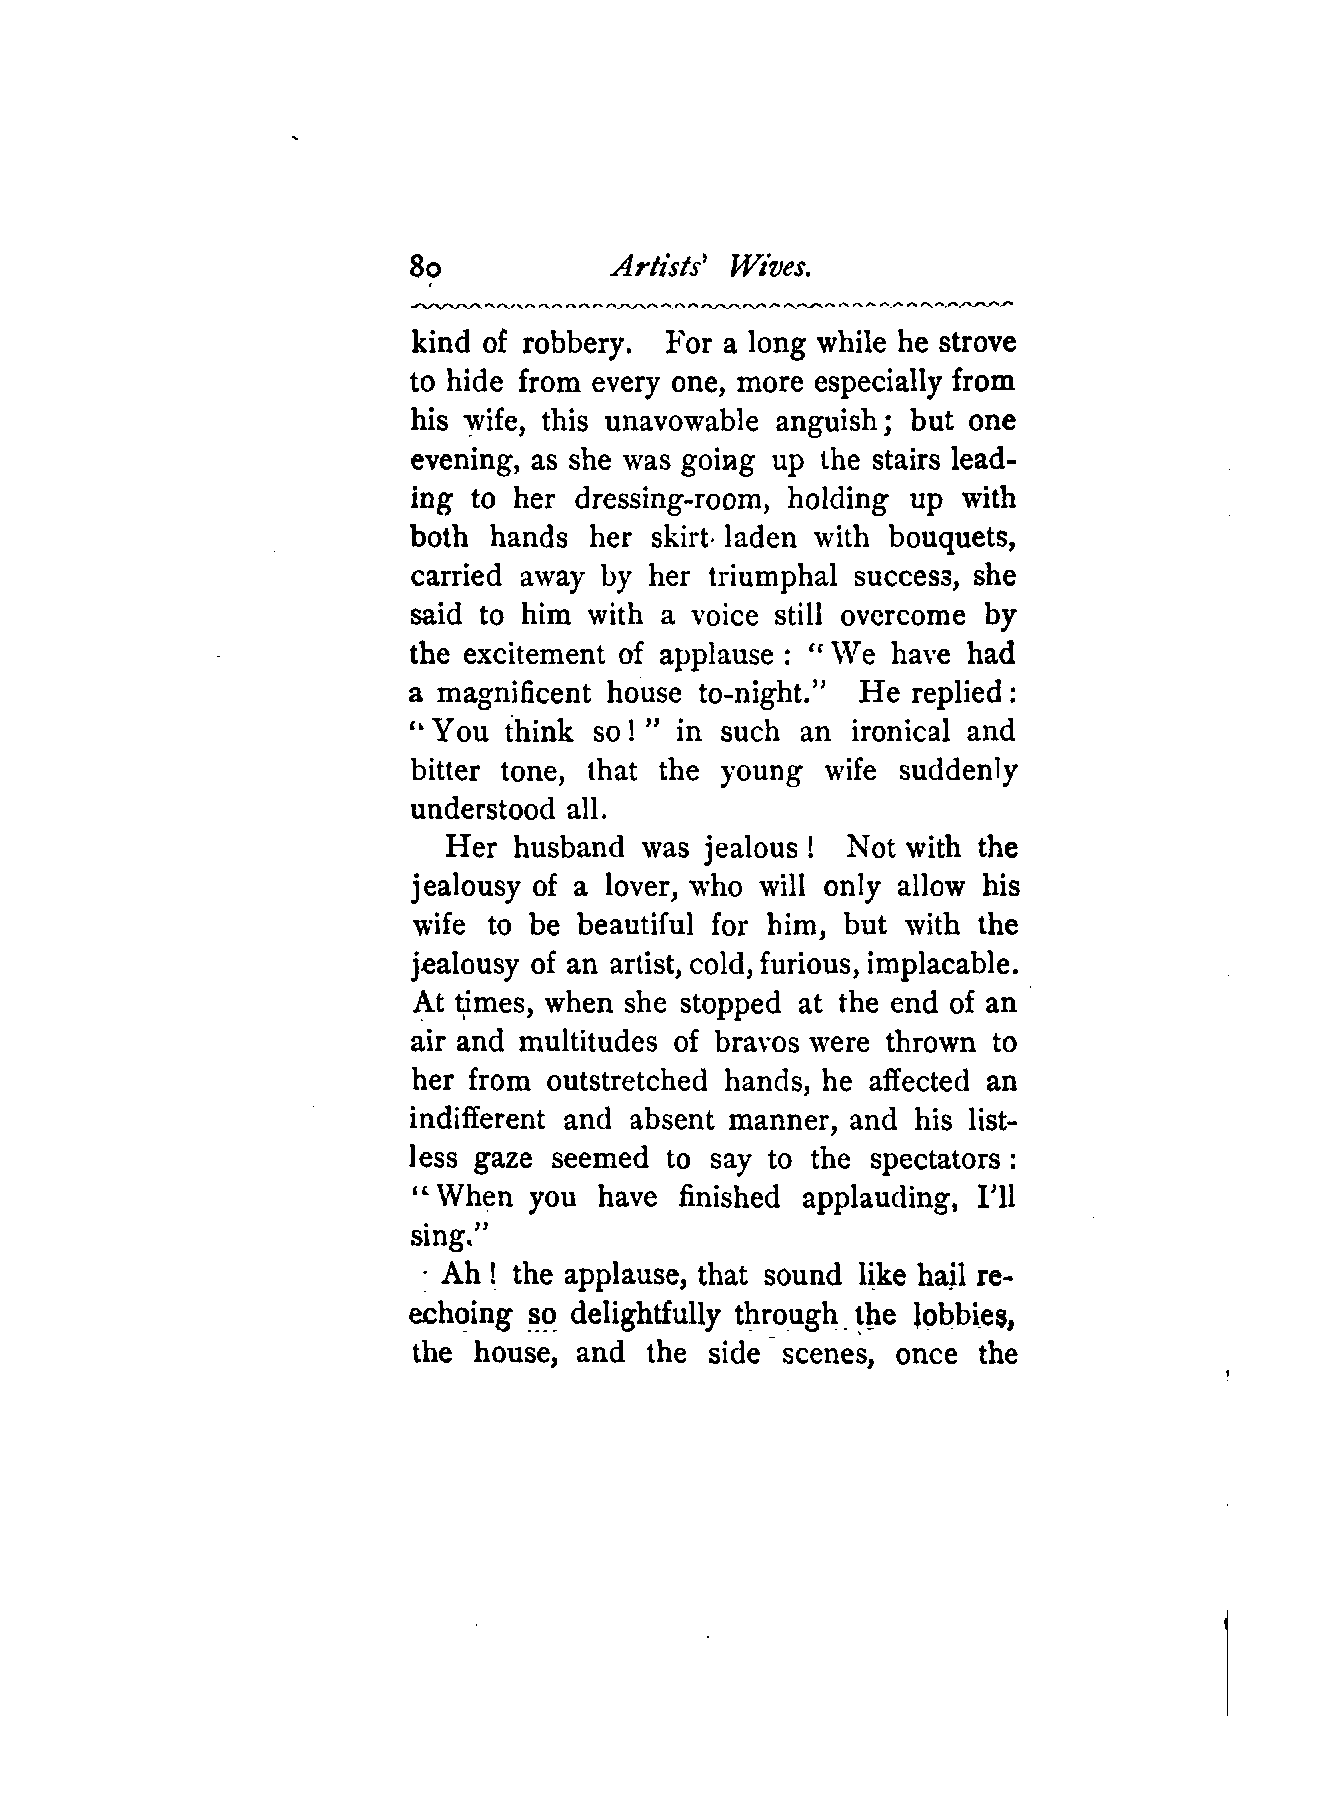 80 Artists' Wives.
kind of robbery. For a long while he strove
to hide from every one, more especially from
his wife, this unavowable anguish; but one
evening, as she was going up the stairs lead-
ing to her dressing-room, holding up with
both hands her skirt laden with bouquets,
carried away by her triumphal success, she
said to him with a voice still overcome by
the excitement of applause : "We have had
a magnificent house to-night." He replied :
"You think so! " in such an ironical and
bitter tone, that the young wife suddenly
understood all.
Her husband was jealous ! Not with the
jealousy of a lover, who will only allow his
wife to be beautiful for him, but with the
jealousy of an artist, cold, furious, implacable.
At times, when she stopped at the end of an
air and multitudes of bravos were thrown to
her from outstretched hands, he affected an
indifferent and absent manner, and his list-
less gaze seemed to say to the spectators :
"When you have finished applauding, I'll
sing."
Ah ! the applause, that sound like hail re-
echoing so delightfully through the lobbies,
the house, and the side scenes, once the